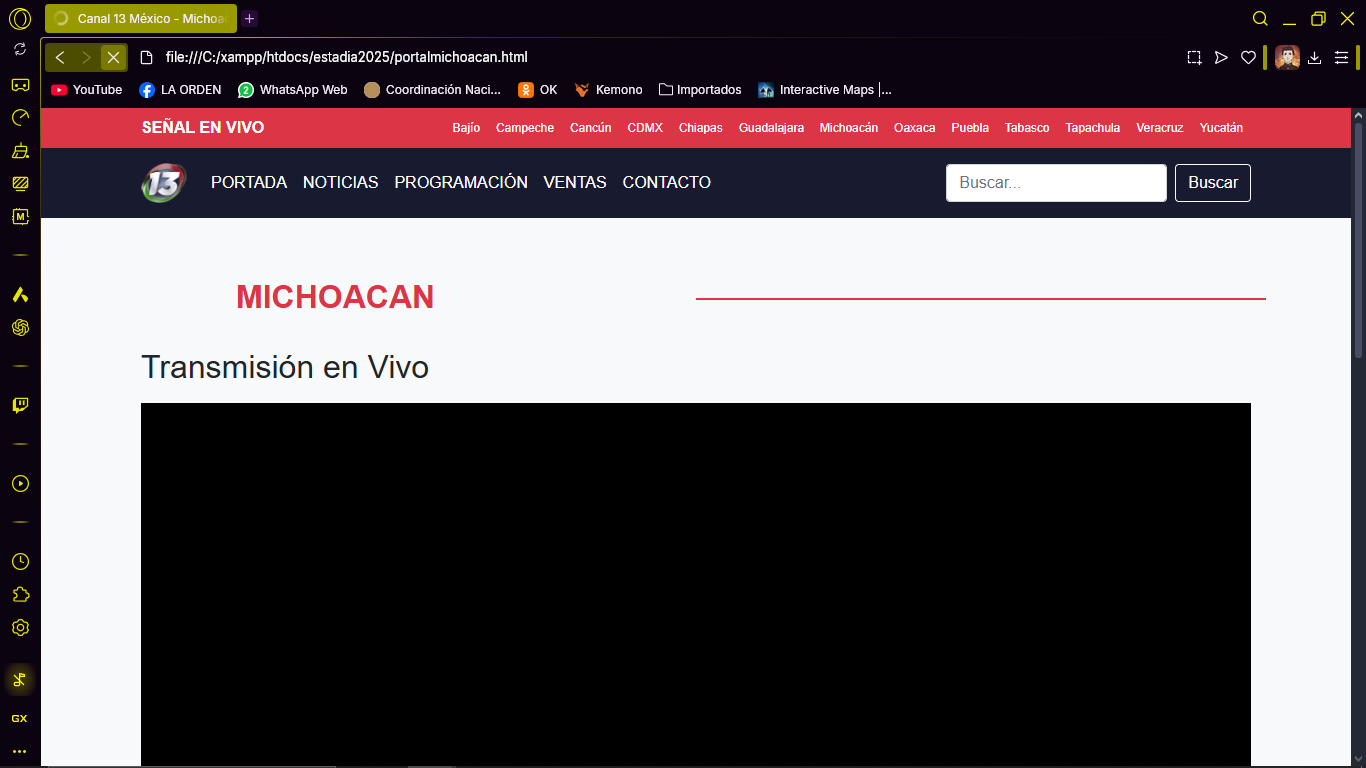 Canal 13 México - Michoa
file:///C:/xampp/htdocs/estadia2025/portalmichoacan.html
YouTube LA ORDEN WhatsApp Web Coordinación Naci... OK Kemono Importados Interactive Maps |...
SEÑAL EN VIVO Bajío Campeche Cancún CDMX Chiapas Guadalajara Michoacán Oaxaca Puebla Tabasco Tapachula Veracruz Yucatán
13 PORTADA NOTICIAS PROGRAMACIÓN VENTAS CONTACTO Buscar... Buscar
MICHOACAN
Transmisión en Vivo
M
2
GX